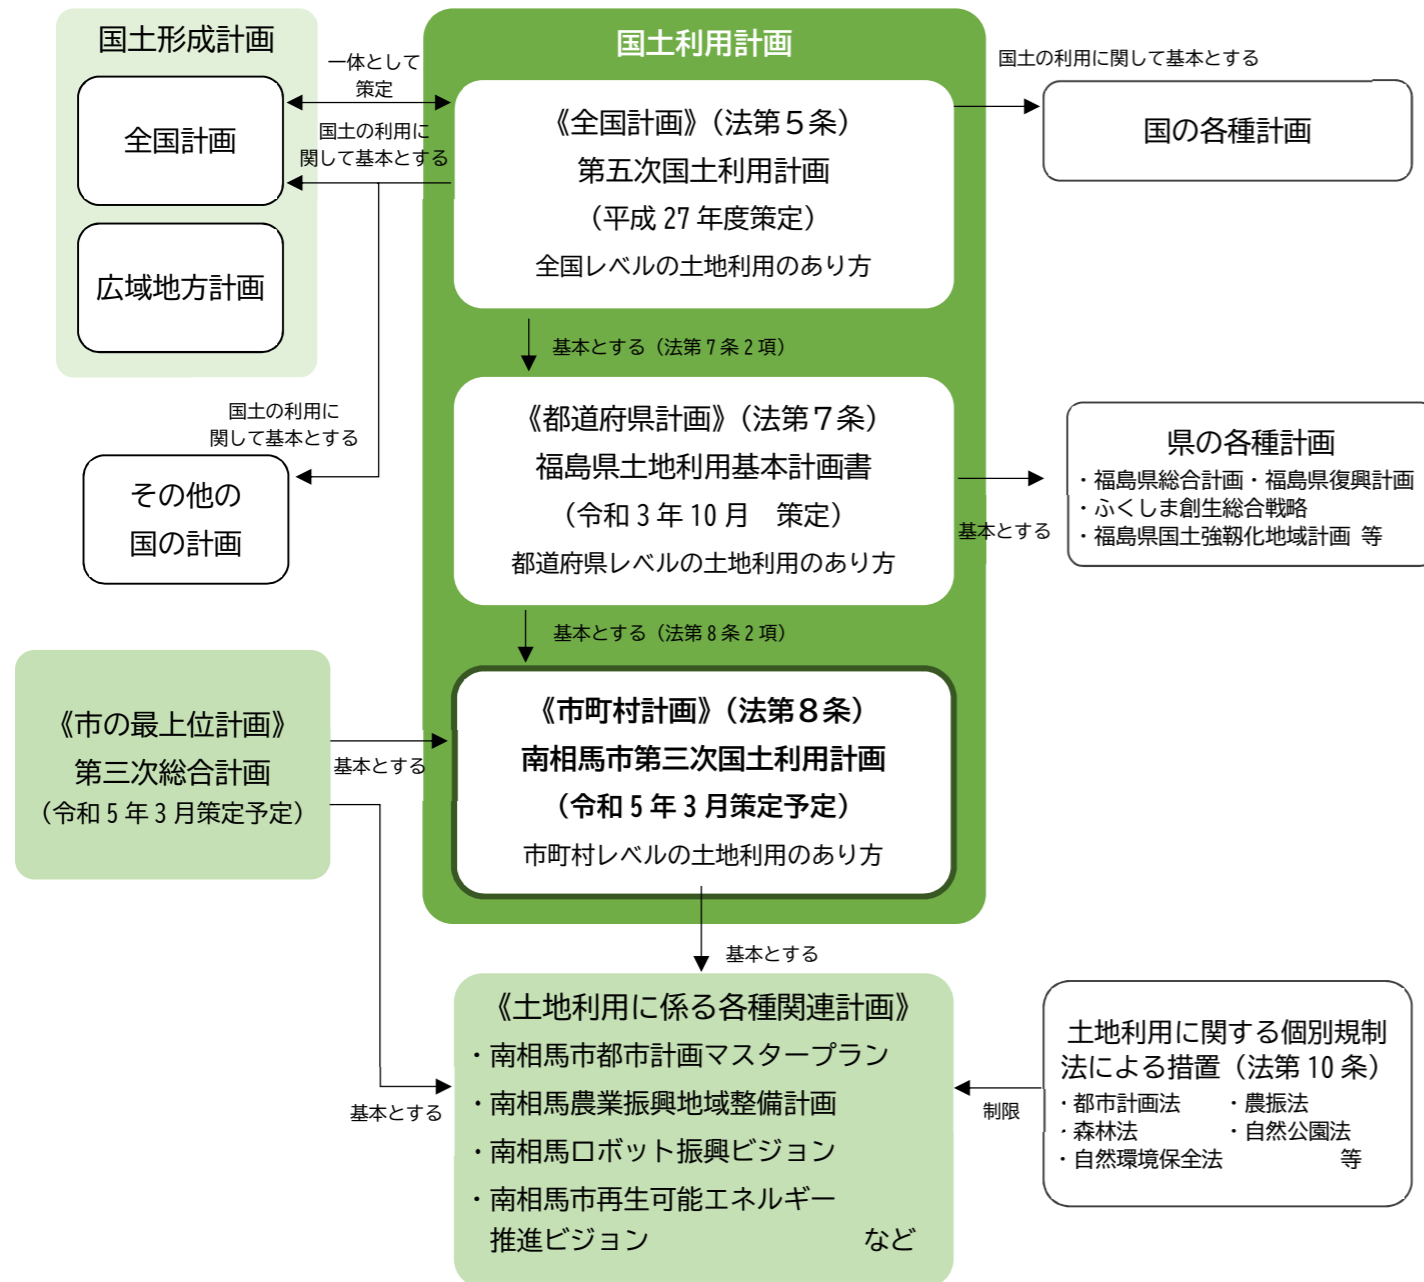 国土形成計画
全国計画
広域地方計画
一体として
策定
国土の利用に
関して基本とする
国土利用計画
《全国計画》（法第５条）
第五次国土利用計画
（平成 27 年度策定）
全国レベルの土地利用のあり方
国土の利用に関して基本とする
国の各種計画
基本とする（法第７条２項）
国土の利用に
関して基本とする
その他の
国の計画
《都道府県計画》（法第７条）
福島県土地利用基本計画書
（令和３年 10 月　策定）
都道府県レベルの土地利用のあり方
基本とする
県の各種計画
・福島県総合計画・福島県復興計画
・ふくしま創生総合戦略
・福島県国土強靱化地域計画 等
基本とする（法第８条２項）
《市の最上位計画》
第三次総合計画
（令和５年３月策定予定）
基本とする
《市町村計画》（法第８条）
南相馬市第三次国土利用計画
（令和５年３月策定予定）
市町村レベルの土地利用のあり方
基本とする
基本とする
《土地利用に係る各種関連計画》
・南相馬市都市計画マスタープラン
・南相馬農業振興地域整備計画
・南相馬ロボット振興ビジョン
・南相馬市再生可能エネルギー
推進ビジョン　　　　　　　など
制限
土地利用に関する個別規制
法による措置（法第 10 条）
・都市計画法　　・農振法
・森林法　　　　・自然公園法
・自然環境保全法　　　　　等